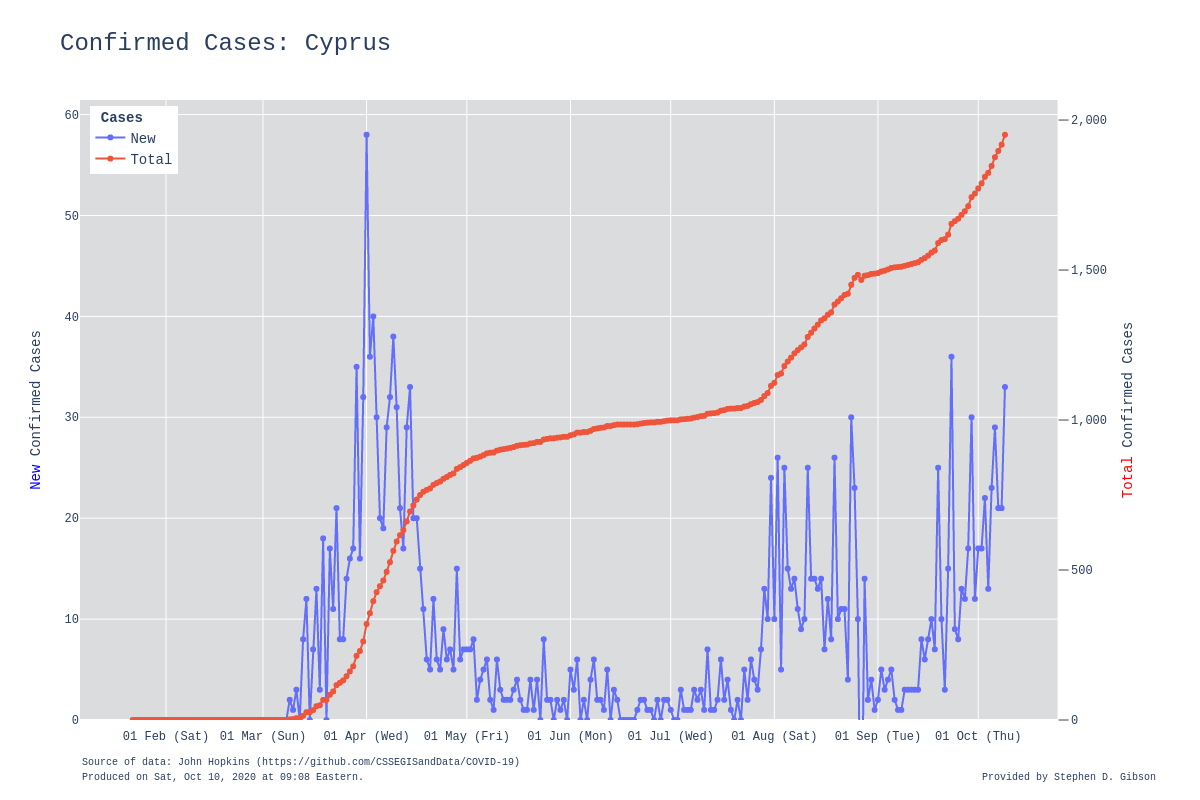 Confirmed Cases: Cyprus
Cases
New
Total
60
50
40
30
20
10
0
2,000
1,500
1,000
500
0
New Confirmed Cases
Total Confirmed Cases
01 Feb (Sat) 01 Mar (Sun) 01 Apr (Wed) 01 May (Fri) 01 Jun (Mon) 01 Jul (Wed) 01 Aug (Sat) 01 Sep (Tue) 01 Oct (Thu)
Source of data: John Hopkins (https://github.com/CSSEGISandData/COVID-19)
Produced on Sat, Oct 10, 2020 at 09:08 Eastern.
Provided by Stephen D. Gibson